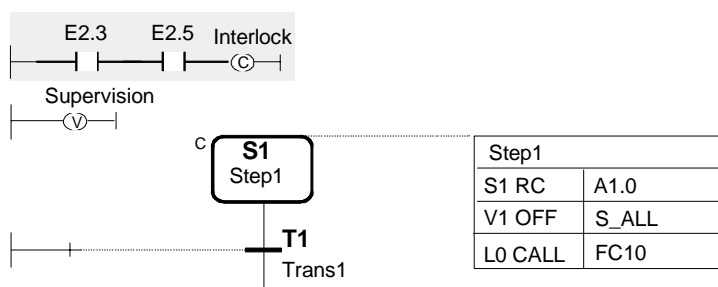 E2.3 E2.5 Interlock
C
Supervision
V
C S1
Step1
T1
Trans1
Step1
S1 RC A1.0
V1 OFF S_ALL
L0 CALL FC10